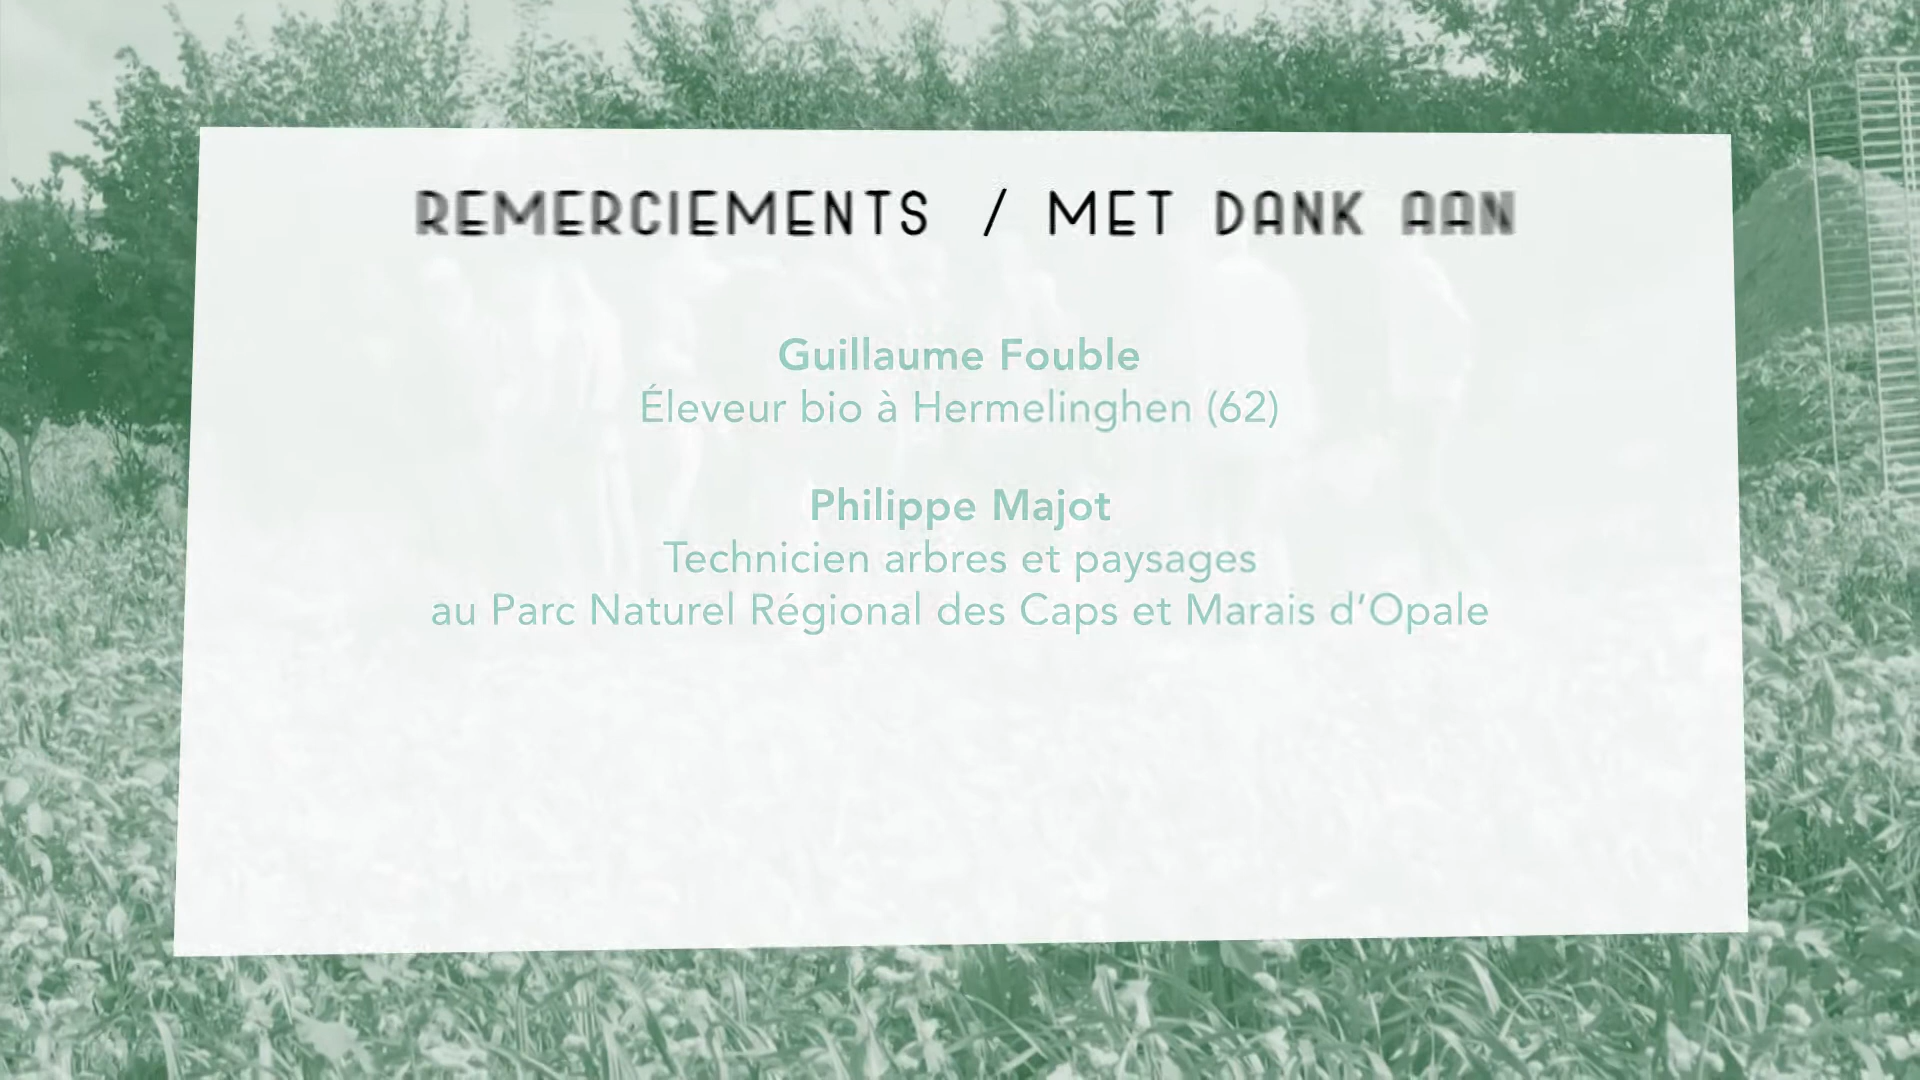 REMERCIEMENTS / MET DANK AAN
Guillaume Fouble
Éleveur bio à Hermelinghen (62)
Philippe Majot
Technicien arbres et paysages
au Parc Naturel Régional des Caps et Marais d’Opale